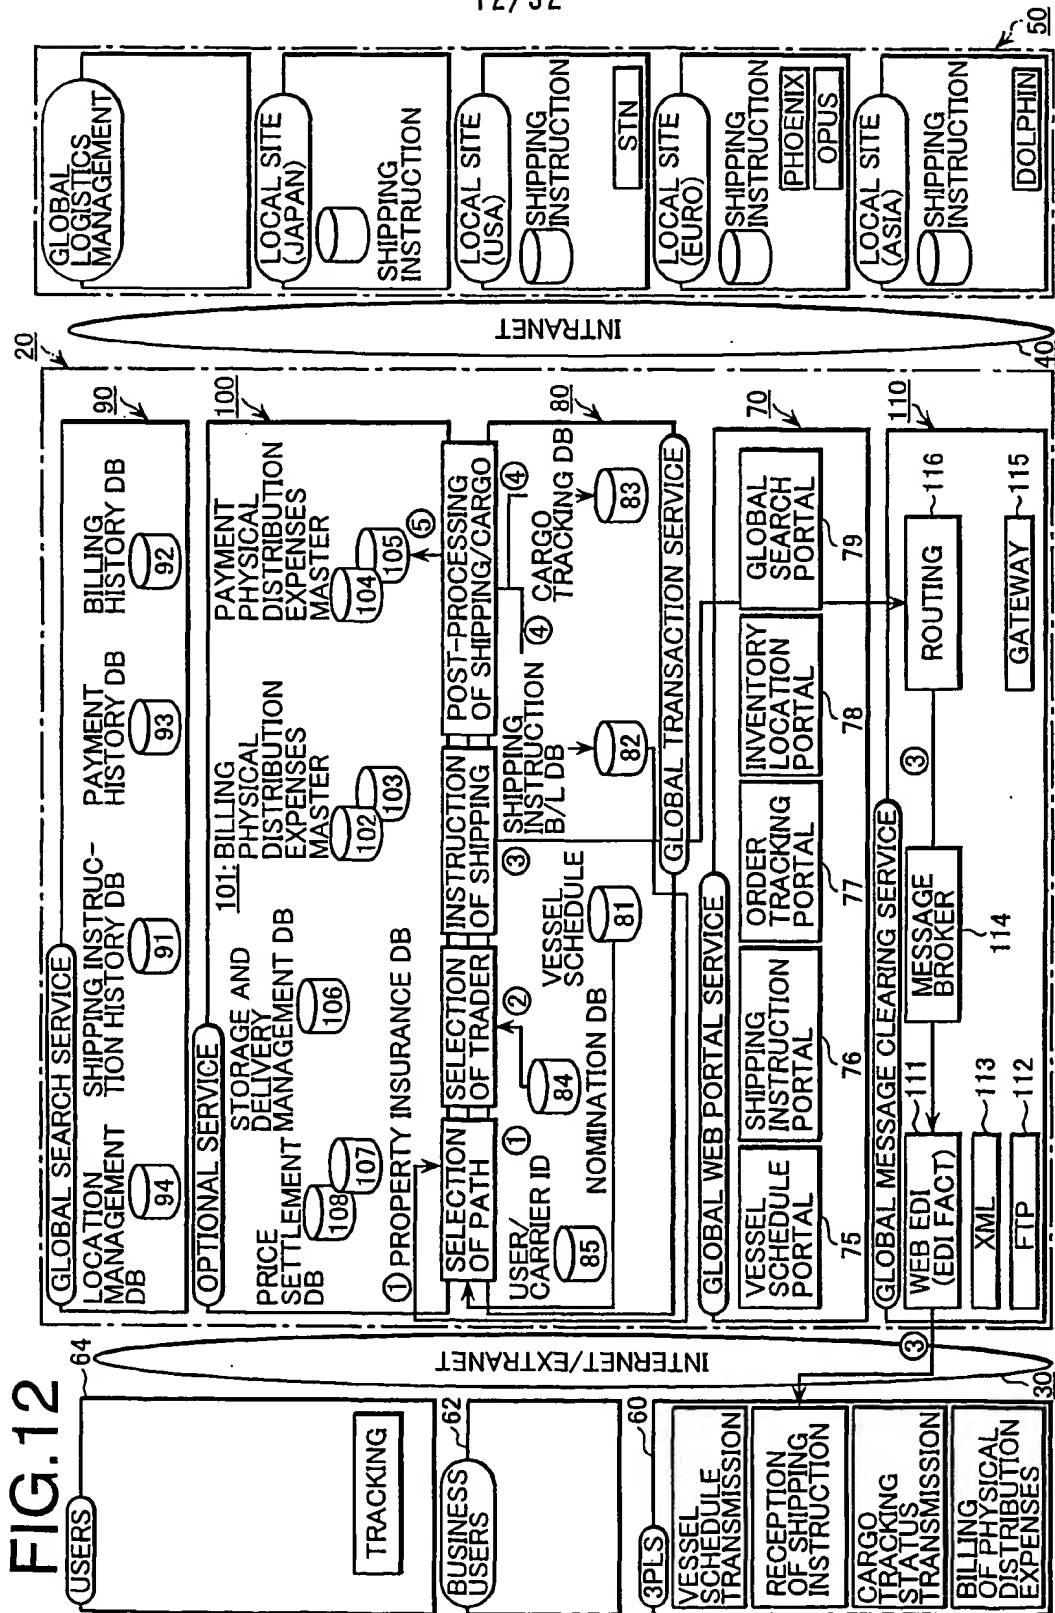 12/36
FIG.12
USERS
64
TRACKING
BUSINESS
USERS
62
3PLS
60
VESSEL
SCHEDULE
TRANSMISSION
RECEPTION
OF SHIPPING
INSTRUCTION
CARGO
TRACKING
STATUS
TRANSMISSION
BILLING
OF PHYSICAL
DISTRIBUTION
EXPENSES
INTERNET/EXTRANET
30
③
20
GLOBAL SEARCH SERVICE
90
LOCATION
MANAGEMENT
DB
94
SHIPPING INSTRUC-
TION HISTORY DB
91
PAYMENT
HISTORY DB
93
BILLING
HISTORY DB
92
OPTIONAL SERVICE
100
PRICE
SETTLEMENT
DB
108
107
STORAGE AND
DELIVERY
MANAGEMENT DB
106
101: BILLING
PHYSICAL
DISTRIBUTION
EXPENSES
MASTER
102
103
PAYMENT
PHYSICAL
DISTRIBUTION
EXPENSES
MASTER
104
105
① PROPERTY INSURANCE DB
⑤
SELECTION
OF PATH
SELECTION
OF TRADER
INSTRUCTION
OF SHIPPING
POST-PROCESSING
OF SHIPPING/CARGO
80
USER/
CARRIER ID
85
①
84
②
NOMINATION DB
VESSEL
SCHEDULE
81
③
SHIPPING
INSTRUCTION
B/L DB
82
④
④
CARGO
TRACKING DB
83
GLOBAL TRANSACTION SERVICE
GLOBAL WEB PORTAL SERVICE
70
VESSEL
SCHEDULE
PORTAL
75
SHIPPING
INSTRUCTION
PORTAL
76
ORDER
TRACKING
PORTAL
77
INVENTORY
LOCATION
PORTAL
78
GLOBAL
SEARCH
PORTAL
79
GLOBAL MESSAGE CLEARING SERVICE
110
WEB EDI
(EDI FACT)
111
XML
113
FTP
112
MESSAGE
BROKER
114
③
ROUTING
116
GATEWAY
115
INTRANET
40
50
GLOBAL
LOGISTICS
MANAGEMENT
LOCAL SITE
(JAPAN)
SHIPPING
INSTRUCTION
LOCAL SITE
(USA)
SHIPPING
INSTRUCTION
STN
LOCAL SITE
(EURO)
SHIPPING
INSTRUCTION
PHOENIX
OPUS
LOCAL SITE
(ASIA)
SHIPPING
INSTRUCTION
DOLPHIN